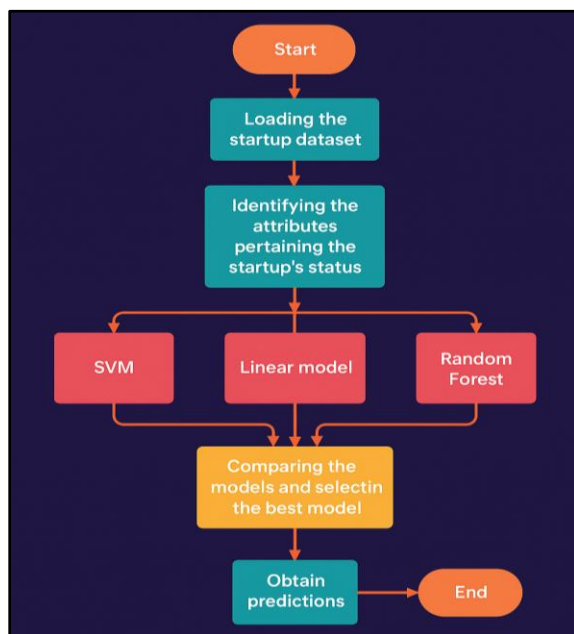 Start
Loading the
startup dataset
Identifying the
attributes
pertaining the
startup's status
SVM
Linear model
Random
Forest
Comparing the
models and selectin
the best model
Obtain
predictions
End